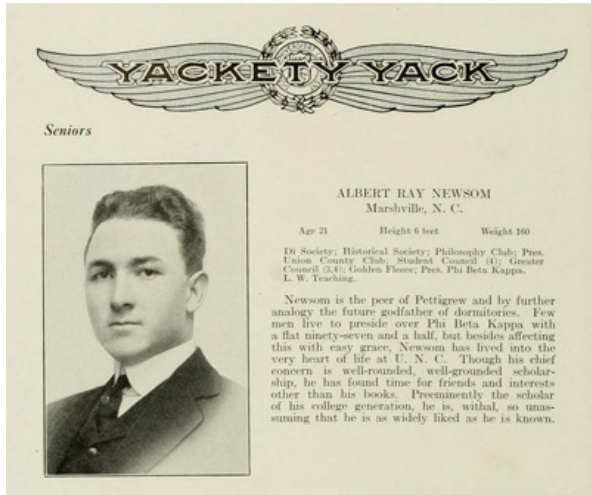 YACKETY YACK
Seniors
ALBERT RAY NEWSOM
Marshville, N. C.
Age 21 Height 6 feet Weight 160
Di Society; Historical Society; Philosophy Club; Pres.
Union County Club; Student Council (4); Greater
Council (3,4); Golden Fleece; Pres. Phi Beta Kappa.
L. W. Teaching.
Newsom is the peer of Pettigrew and by further
analogy the future godfather of dormitories. Few
men live to preside over Phi Beta Kappa with
a flat ninety-seven and a half, but besides affecting
this with easy grace, Newsom has lived into the
very heart of life at U. N. C. Though his chief
concern is well-rounded, well-grounded scholar-
ship, he has found time for friends and interests
other than his books. Preeminently the scholar
of his college generation, he is, withal, so unas-
suming that he is as widely liked as he is known.